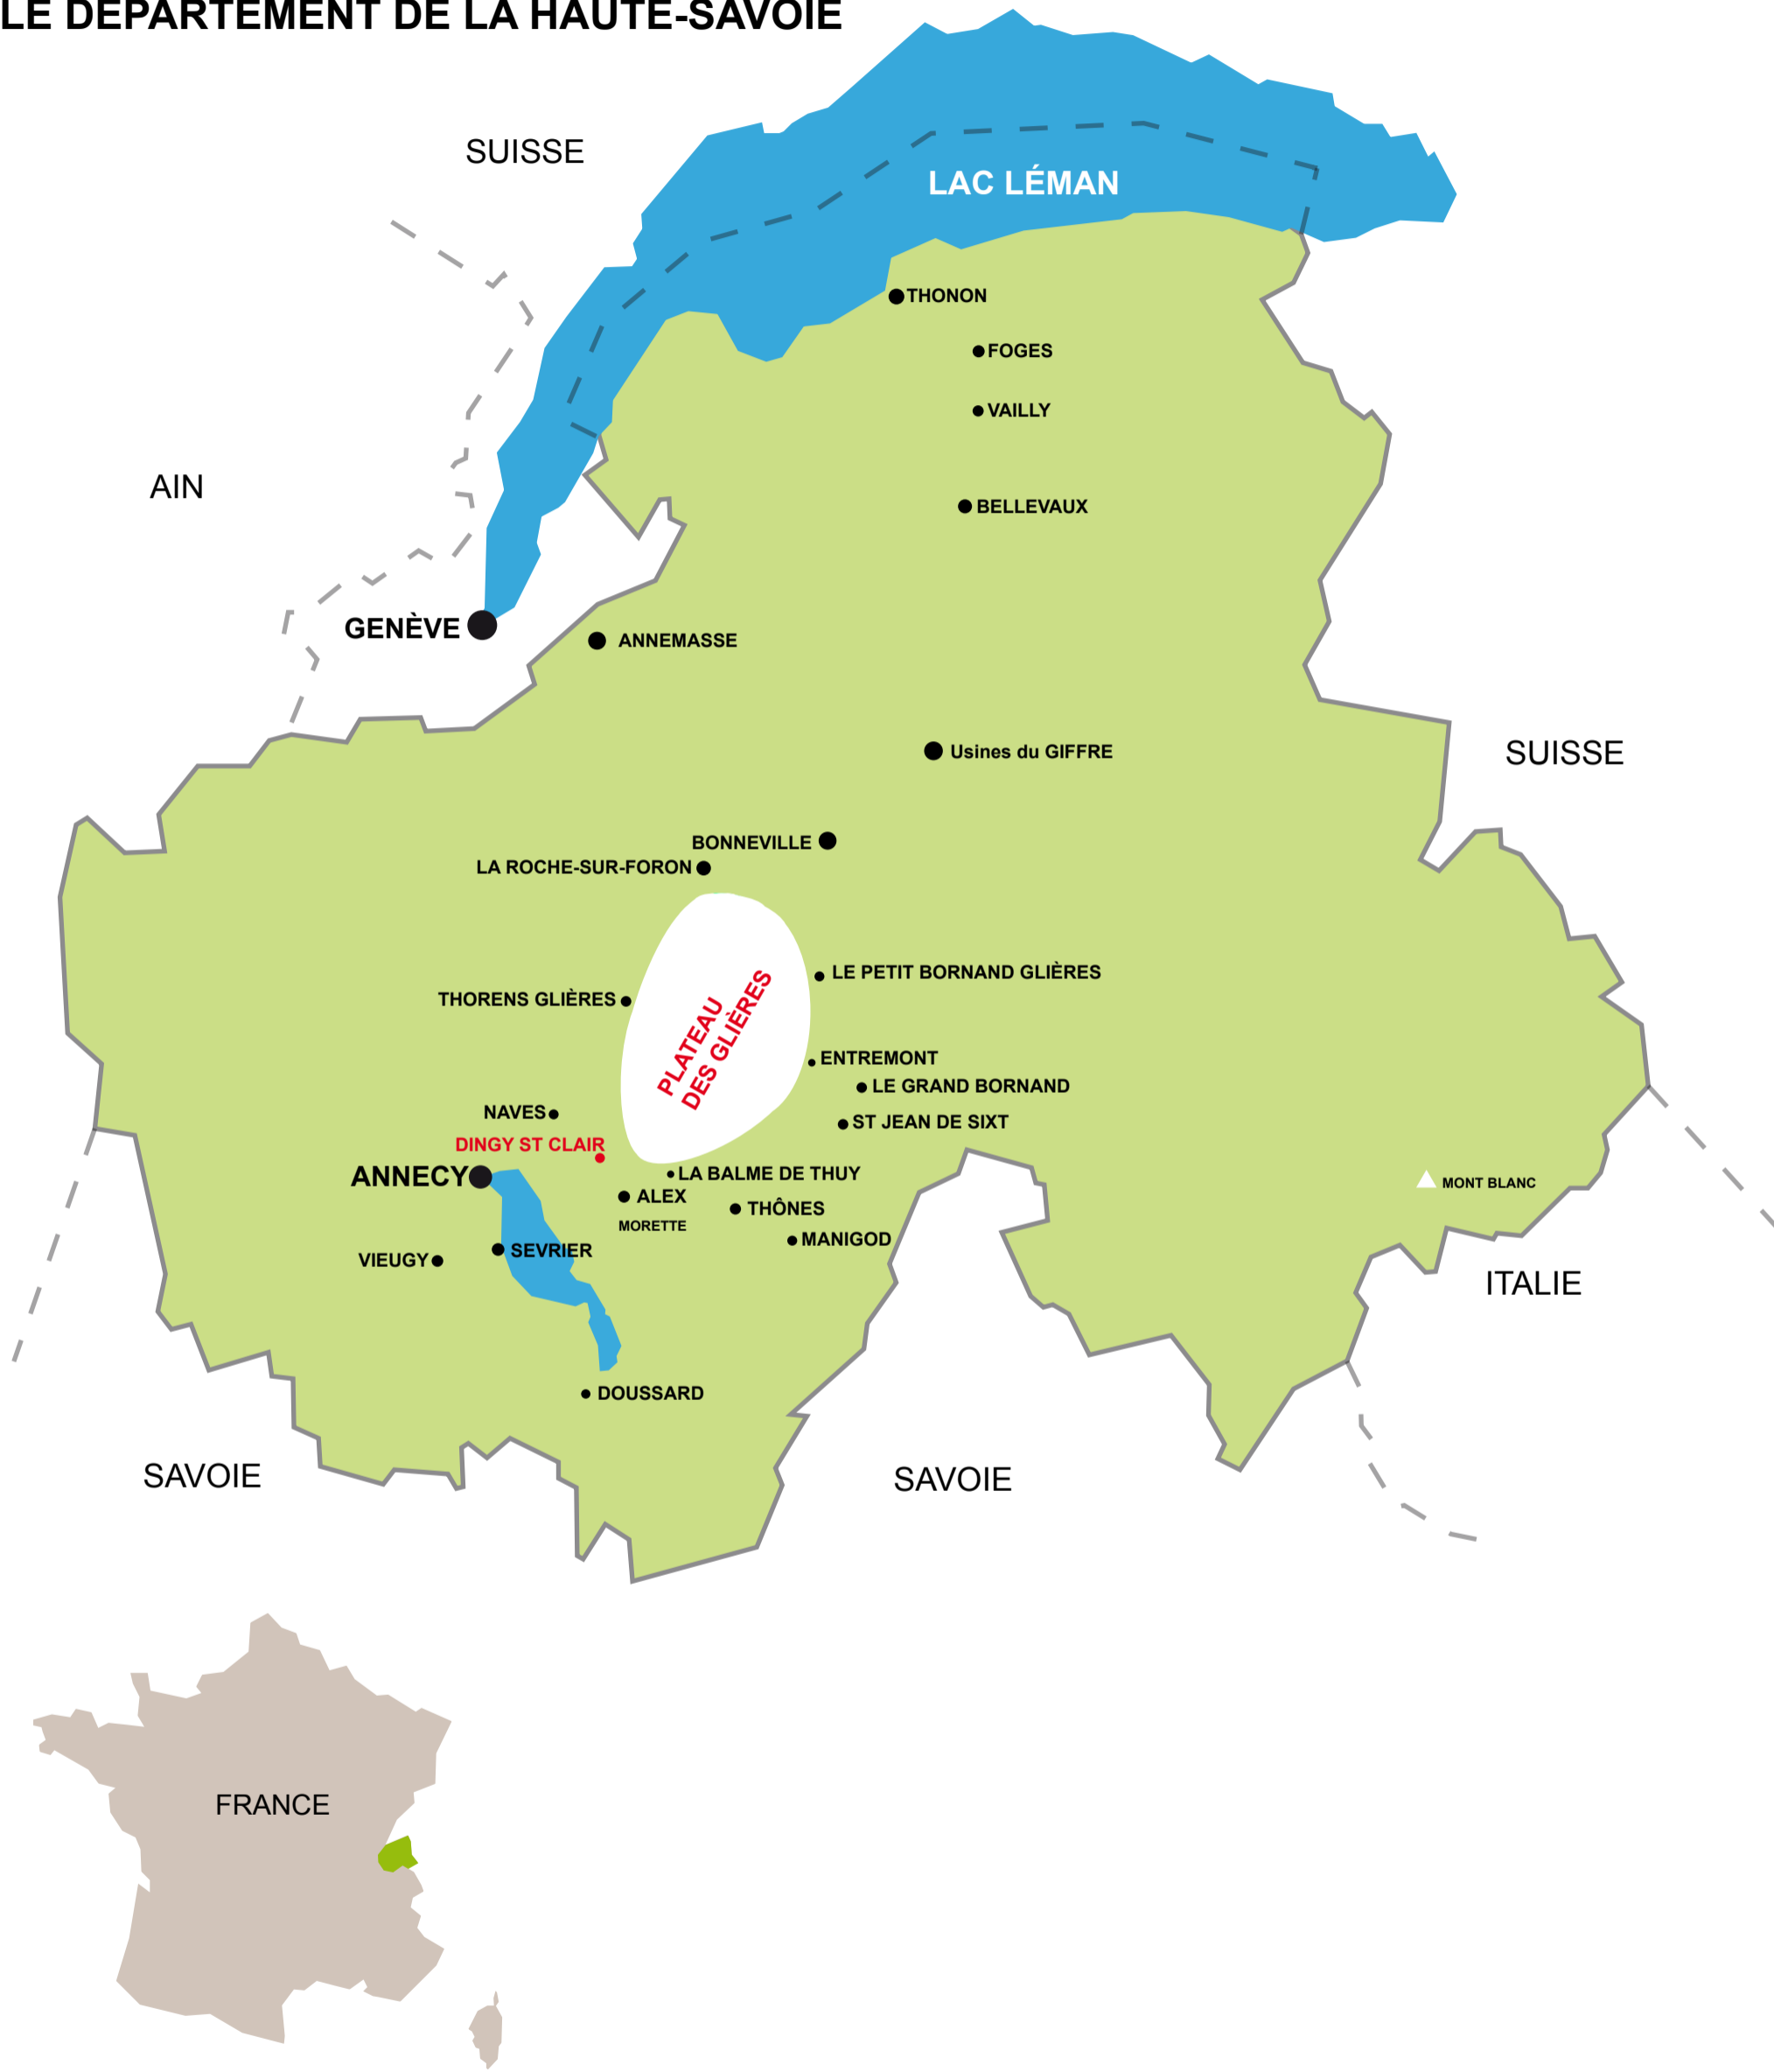 LE DEPARTEMENT DE LA HAUTE-SAVOIE
SUISSE
LAC LÉMAN
THONON
FOGES
VAILLY
AIN
BELLEVAUX
GENÈVE
ANNEMASSE
Usines du GIFFRE
SUISSE
BONNEVILLE
LA ROCHE-SUR-FORON
LE PETIT BORNAND GLIÈRES
THORENS GLIÈRES
PLATEAU
DES GLIÈRES
ENTREMONT
LE GRAND BORNAND
NAVES
ST JEAN DE SIXT
DINGY ST CLAIR
LA BALME DE THUY
ANNECY
MONT BLANC
ALEX
THÔNES
MORETTE
MANIGOD
SEVRIER
VIEUGY
ITALIE
DOUSSARD
SAVOIE
SAVOIE
FRANCE